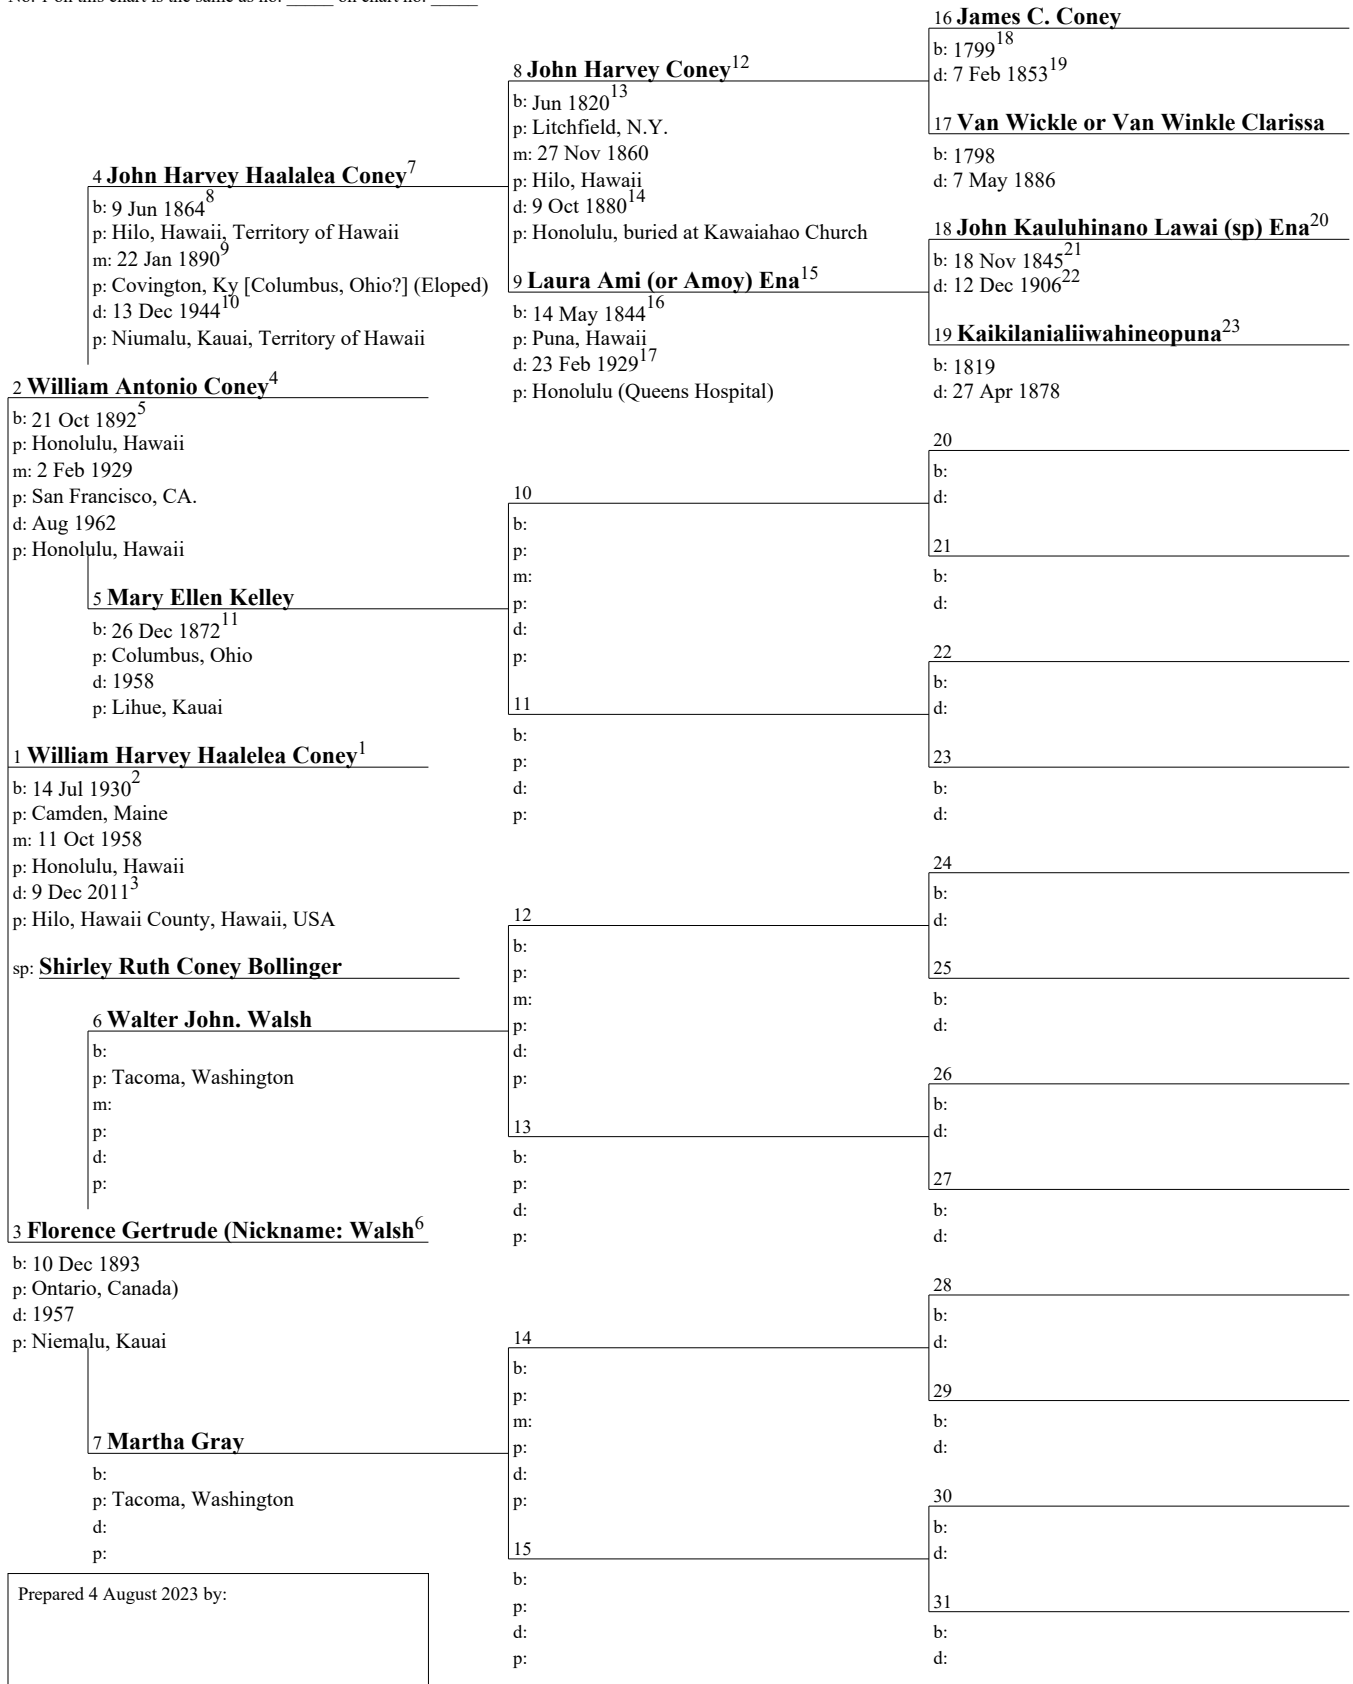 No. 1 on this chart is the same as no. _____ on chart no. _____
16 James C. Coney
b: 1799 18
d: 7 Feb 1853 19
8 John Harvey Coney 12
b: Jun 1820 13
p: Litchfield, N.Y.
m: 27 Nov 1860
p: Hilo, Hawaii
d: 9 Oct 1880 14
p: Honolulu, buried at Kawaiahao Church
17 Van Wickle or Van Winkle Clarissa
b: 1798
d: 7 May 1886
4 John Harvey Haalalea Coney 7
b: 9 Jun 1864 8
p: Hilo, Hawaii, Territory of Hawaii
m: 22 Jan 1890 9
p: Covington, Ky [Columbus, Ohio?] (Eloped)
d: 13 Dec 1944 10
p: Niumalu, Kauai, Territory of Hawaii
18 John Kauluhinano Lawai (sp) Ena 20
b: 18 Nov 1845 21
d: 12 Dec 1906 22
9 Laura Ami (or Amoy) Ena 15
b: 14 May 1844 16
p: Puna, Hawaii
d: 23 Feb 1929 17
p: Honolulu (Queens Hospital)
19 Kaikilanialiiwahineopuna 23
b: 1819
d: 27 Apr 1878
2 William Antonio Coney 4
b: 21 Oct 1892 5
p: Honolulu, Hawaii
m: 2 Feb 1929
p: San Francisco, CA.
d: Aug 1962
p: Honolulu, Hawaii
20
b:
d:
10
b:
p:
m:
p:
d:
p:
21
b:
d:
5 Mary Ellen Kelley
b: 26 Dec 1872 11
p: Columbus, Ohio
d: 1958
p: Lihue, Kauai
22
b:
d:
11
b:
p:
d:
p:
23
b:
d:
1 William Harvey Haalelea Coney 1
b: 14 Jul 1930 2
p: Camden, Maine
m: 11 Oct 1958
p: Honolulu, Hawaii
d: 9 Dec 2011 3
p: Hilo, Hawaii County, Hawaii, USA
sp: Shirley Ruth Coney Bollinger
24
b:
d:
12
b:
p:
m:
p:
d:
p:
25
b:
d:
6 Walter John. Walsh
b:
p: Tacoma, Washington
m:
p:
d:
p:
26
b:
d:
13
b:
p:
d:
p:
27
b:
d:
3 Florence Gertrude (Nickname: Walsh 6
b: 10 Dec 1893
p: Ontario, Canada)
d: 1957
p: Niemalu, Kauai
28
b:
d:
14
b:
p:
m:
p:
d:
p:
29
b:
d:
7 Martha Gray
b:
p: Tacoma, Washington
d:
p:
30
b:
d:
15
b:
p:
d:
p:
31
b:
d:
Prepared 4 August 2023 by: